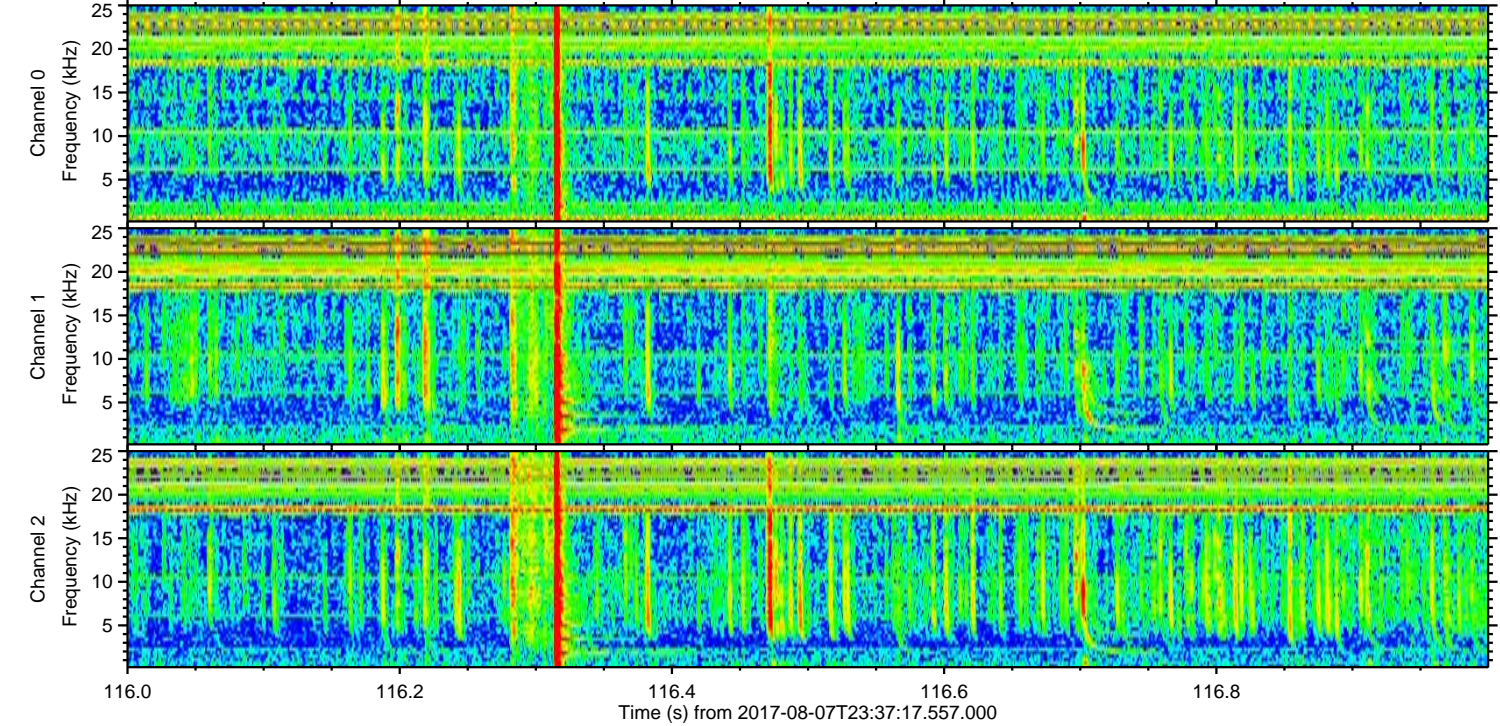 25
20
15
10
5
Channel 0
Frequency (kHz)
25
20
15
10
5
Channel 1
Frequency (kHz)
25
20
15
10
5
Channel 2
Frequency (kHz)
116.0 116.2 116.4 116.6 116.8
Time (s) from 2017-08-07T23:37:17.557.000